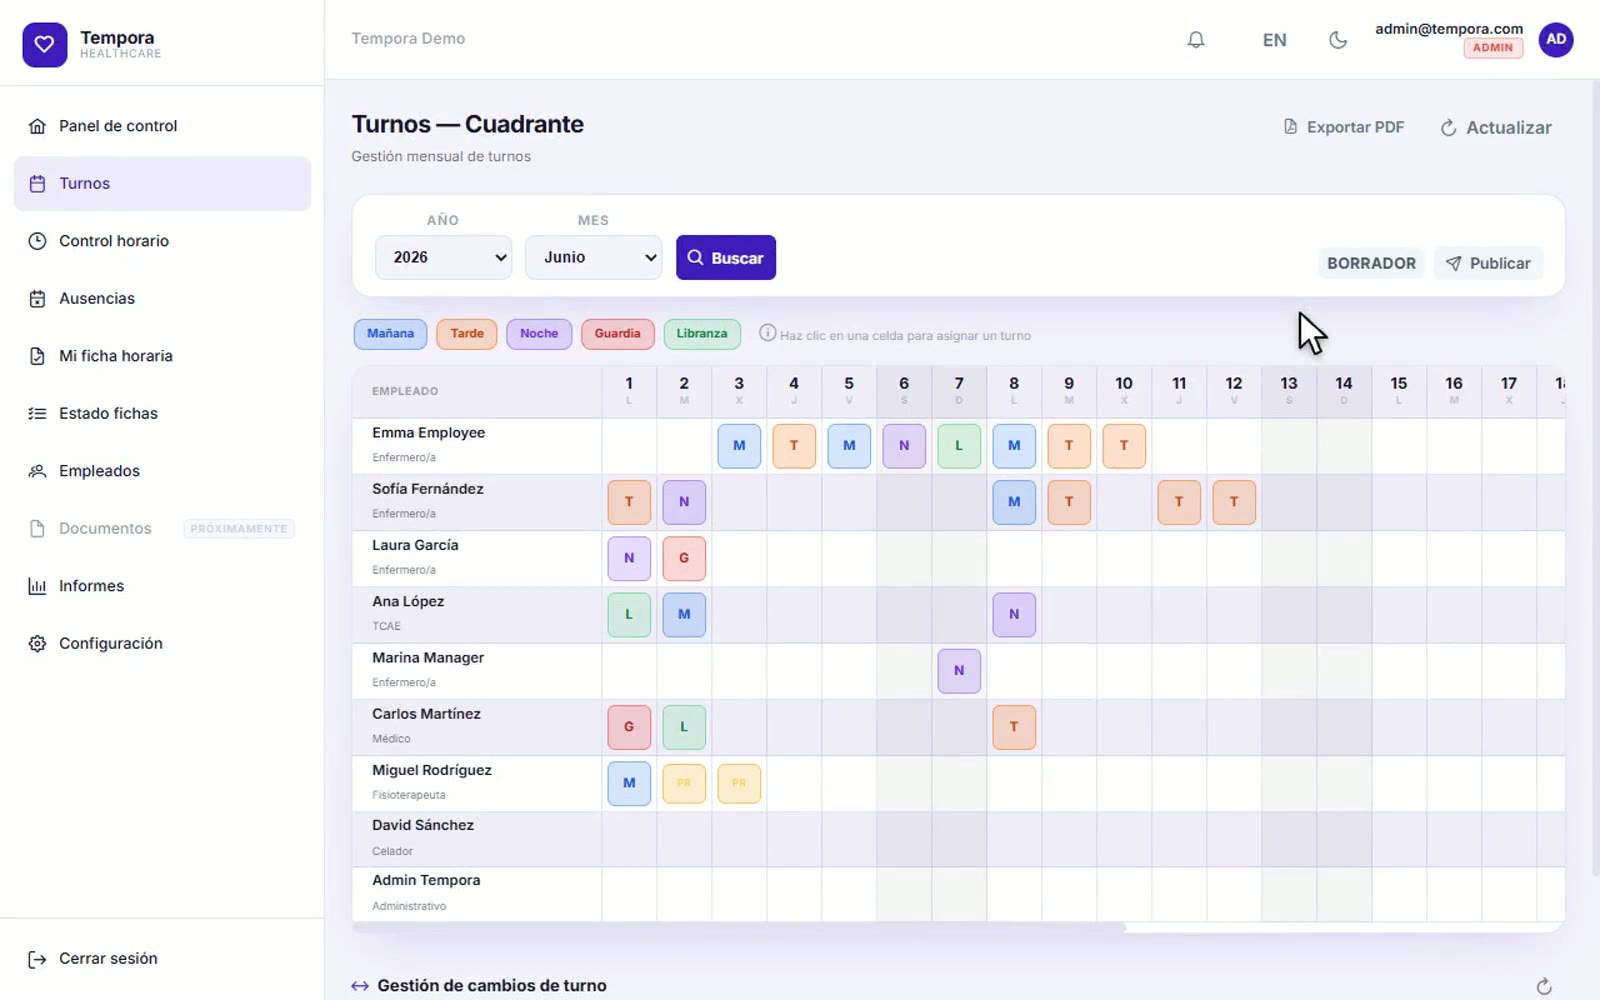 Tempora
HEALTHCARE
Tempora Demo
EN
admin@tempora.com
ADMIN
AD
Panel de control
Turnos
Control horario
Ausencias
Mi ficha horaria
Estado fichas
Empleados
Documentos PRÓXIMAMENTE
Informes
Configuración
Cerrar sesión
Turnos — Cuadrante
Gestión mensual de turnos
Exportar PDF
Actualizar
AÑO MES
2026 Junio Buscar
BORRADOR Publicar
Mañana Tarde Noche Guardia Libranza Haz clic en una celda para asignar un turno
EMPLEADO 1 2 3 4 5 6 7 8 9 10 11 12 13 14 15 16 17
L M X J V S D L M X J V S D L M X
Emma Employee
Enfermero/a
M T M N L M T T
Sofía Fernández
Enfermero/a
T N M T T T
Laura García
Enfermero/a
N G
Ana López
TCAE
L M N
Marina Manager
Enfermero/a
N
Carlos Martínez
Médico
G L T
Miguel Rodríguez
Fisioterapeuta
M PR PR
David Sánchez
Celador
Admin Tempora
Administrativo
Gestión de cambios de turno